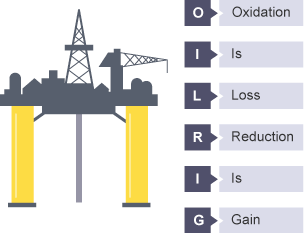 O Oxidation
I Is
L Loss
R Reduction
I Is
G Gain